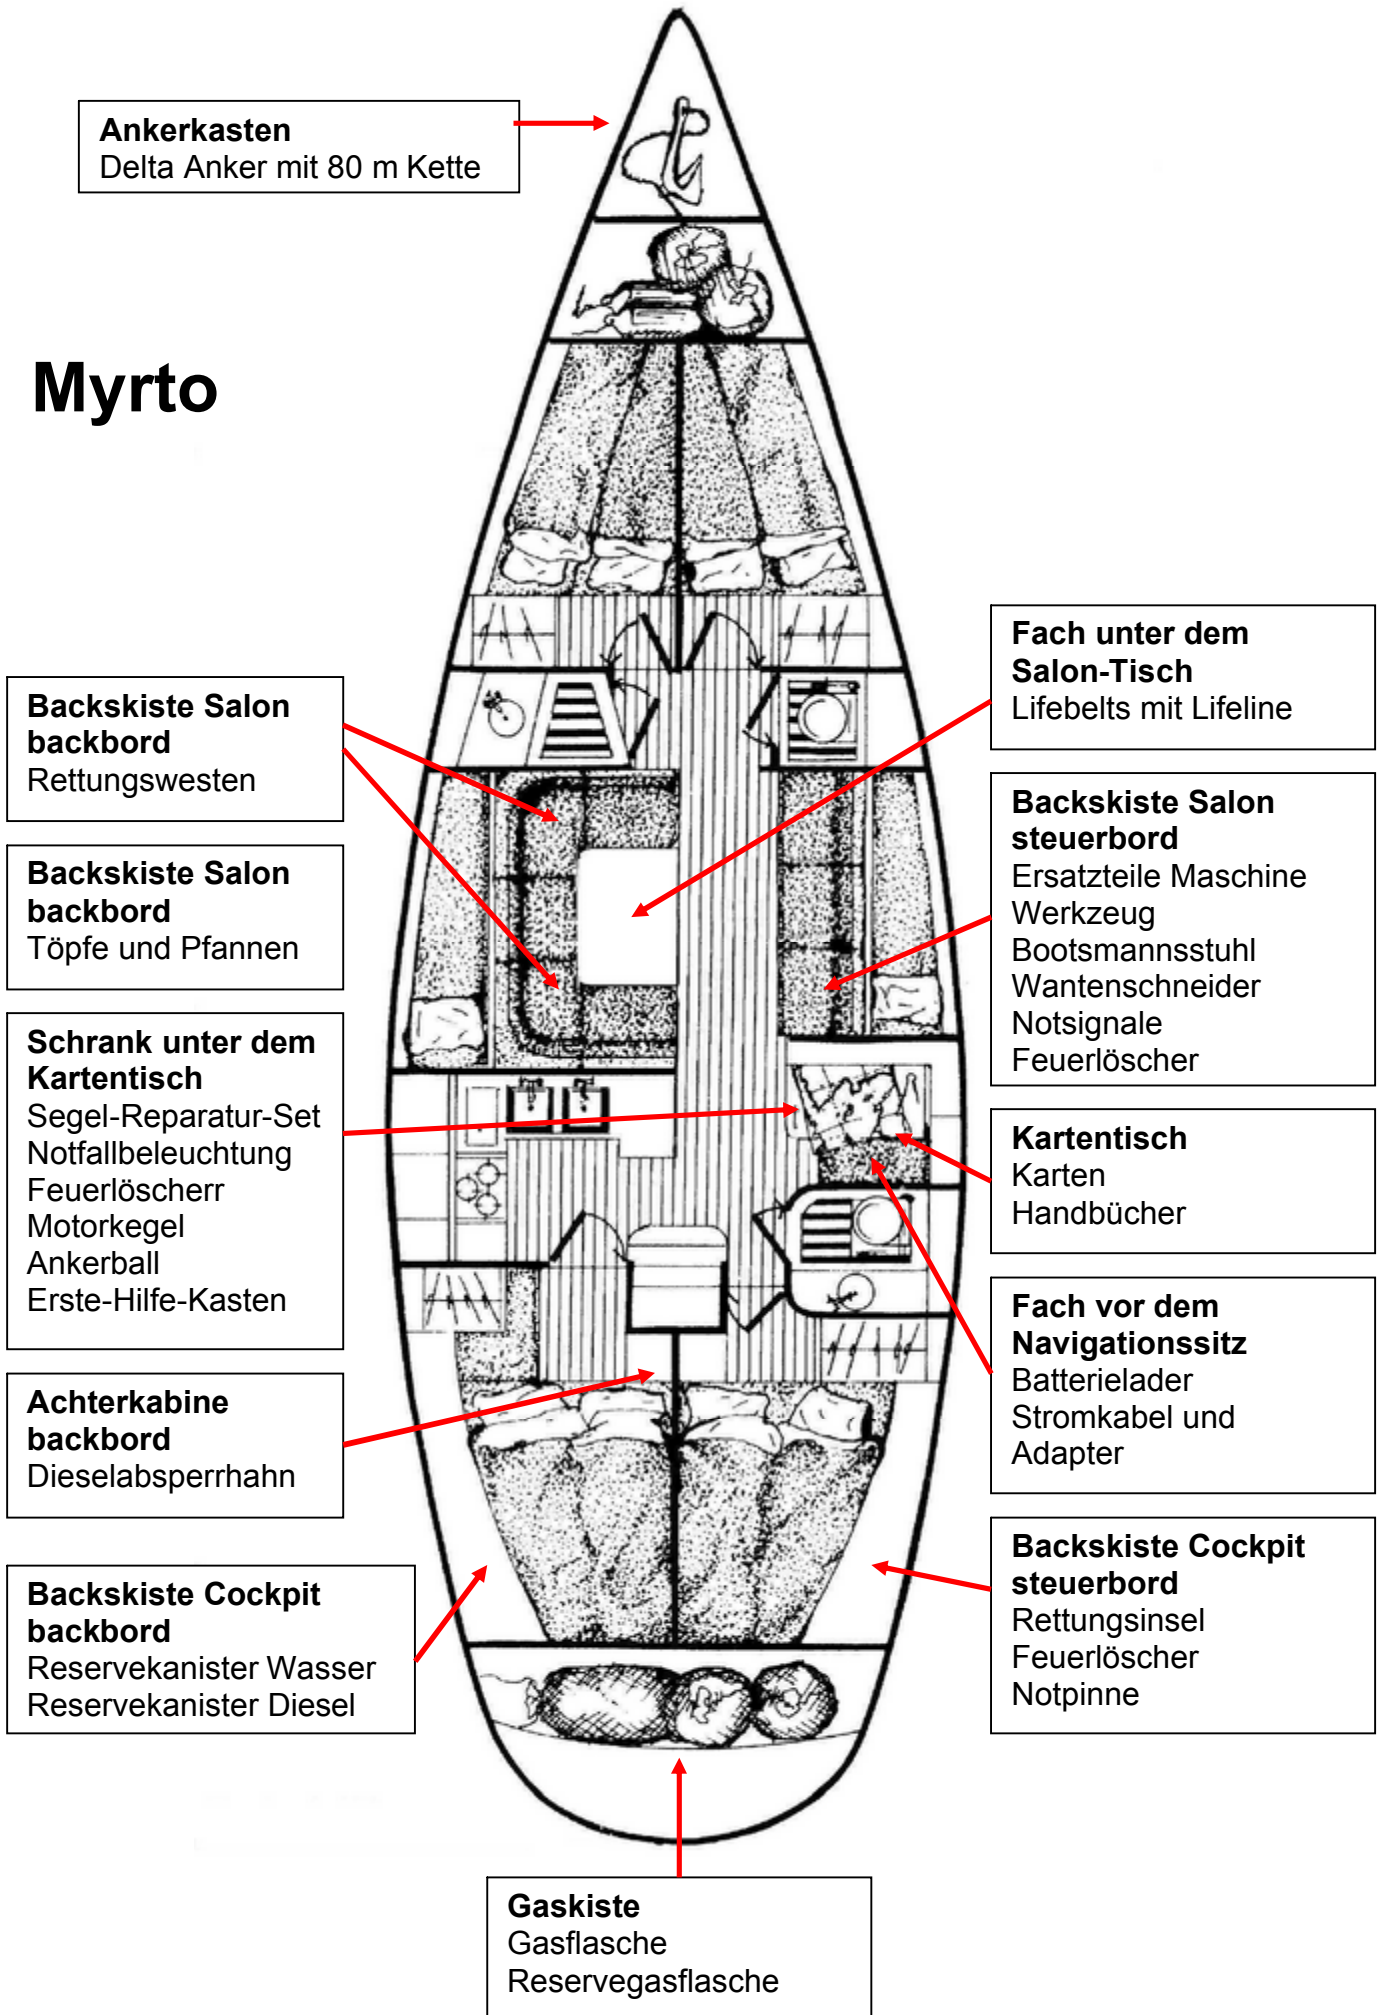 Ankerkasten
Delta Anker mit 80 m Kette
Myrto
Backskiste Salon
backbord
Rettungswesten
Backskiste Salon
backbord
Töpfe und Pfannen
Schrank unter dem
Kartentisch
Segel-Reparatur-Set
Notfallbeleuchtung
Feuerlöscherr
Motorkegel
Ankerball
Erste-Hilfe-Kasten
Achterkabine
backbord
Dieselabsperrhahn
Backskiste Cockpit
backbord
Reservekanister Wasser
Reservekanister Diesel
Fach unter dem
Salon-Tisch
Lifebelts mit Lifeline
Backskiste Salon
steuerbord
Ersatzteile Maschine
Werkzeug
Bootsmannsstuhl
Wantenschneider
Notsignale
Feuerlöscher
Kartentisch
Karten
Handbücher
Fach vor dem
Navigationssitz
Batterielader
Stromkabel und
Adapter
Backskiste Cockpit
steuerbord
Rettungsinsel
Feuerlöscher
Notpinne
Gaskiste
Gasflasche
Reservegasflasche